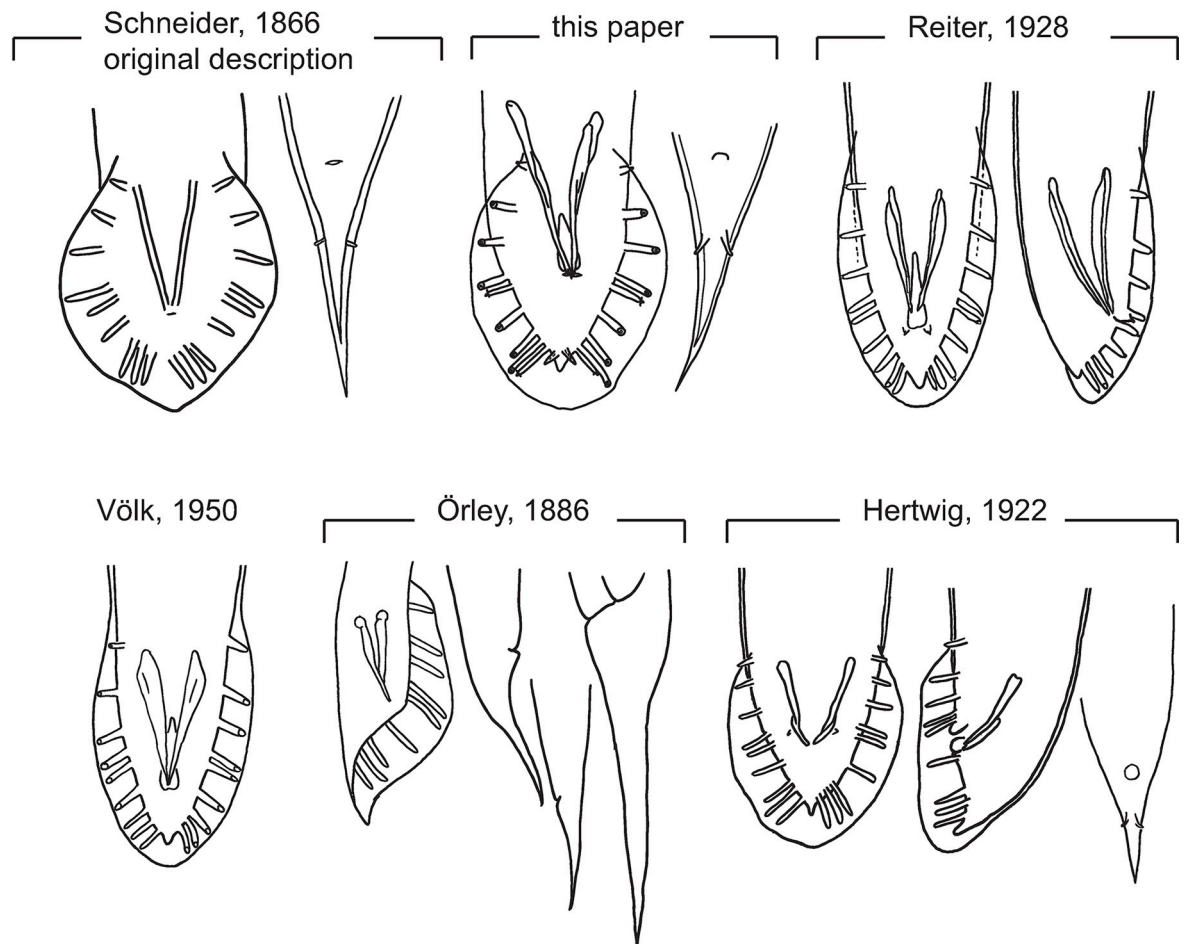 Schneider, 1866
original description
this paper
Reiter, 1928
Völk, 1950
Örley, 1886
Hertwig, 1922